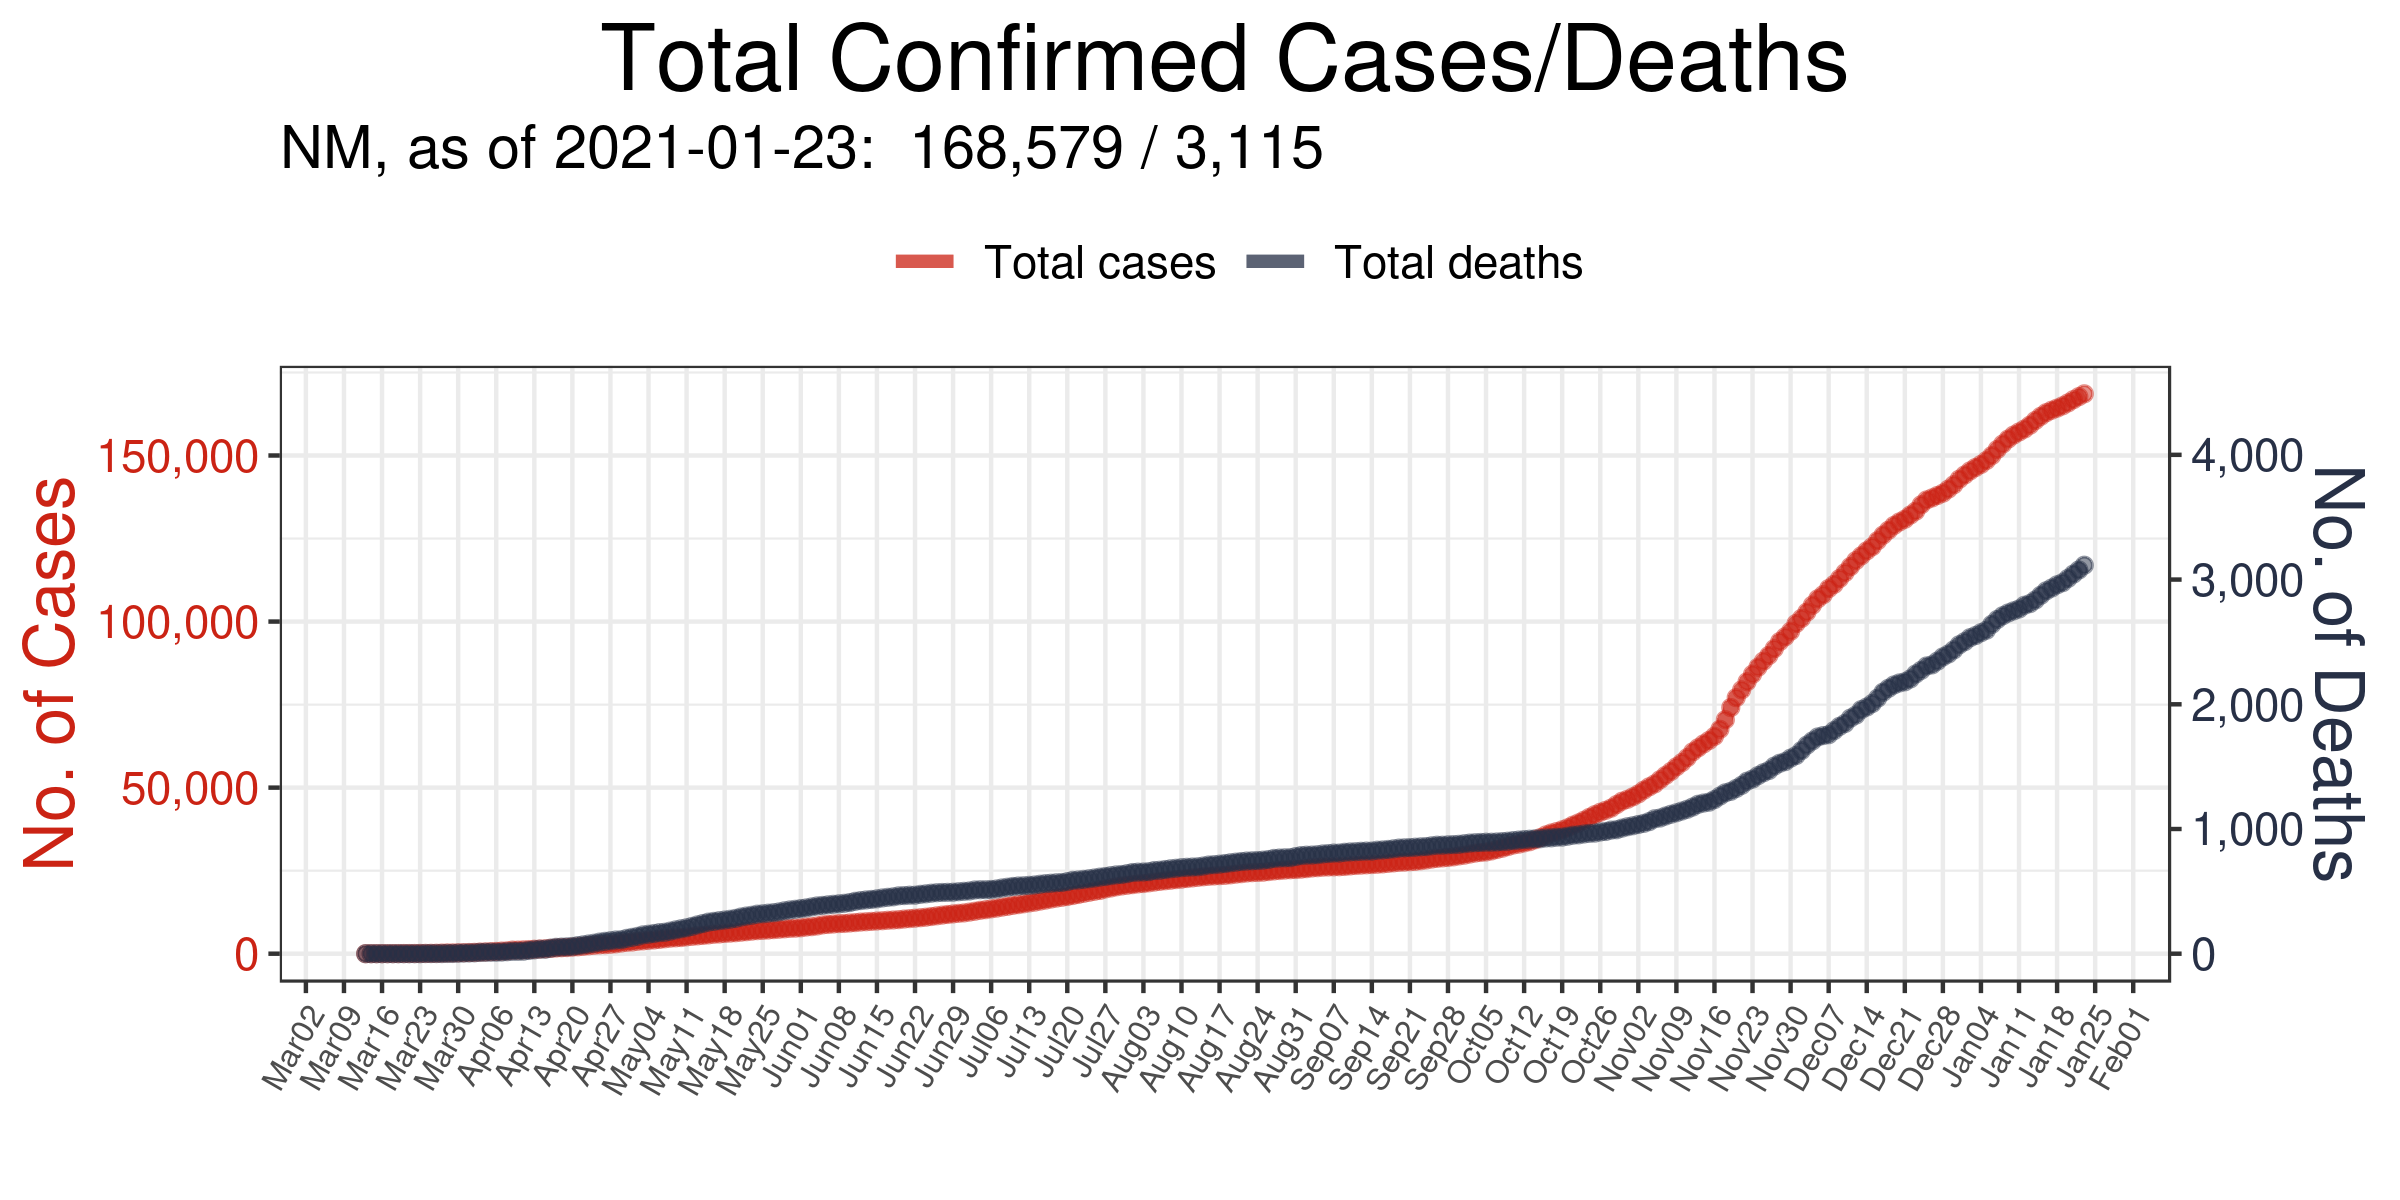 Total Confirmed Cases/Deaths
NM, as of 2021-01-23:  168,579 / 3,115
Total cases
Total deaths
No. of Cases
150,000
100,000
50,000
0
4,000
3,000
2,000
1,000
0
No. of Deaths
Mar02
Mar09
Mar16
Mar23
Mar30
Apr06
Apr13
Apr20
Apr27
May04
May11
May18
May25
Jun01
Jun08
Jun15
Jun22
Jun29
Jul06
Jul13
Jul20
Jul27
Aug03
Aug10
Aug17
Aug24
Aug31
Sep07
Sep14
Sep21
Sep28
Oct05
Oct12
Oct19
Oct26
Nov02
Nov09
Nov16
Nov23
Nov30
Dec07
Dec14
Dec21
Dec28
Jan04
Jan11
Jan18
Jan25
Feb01